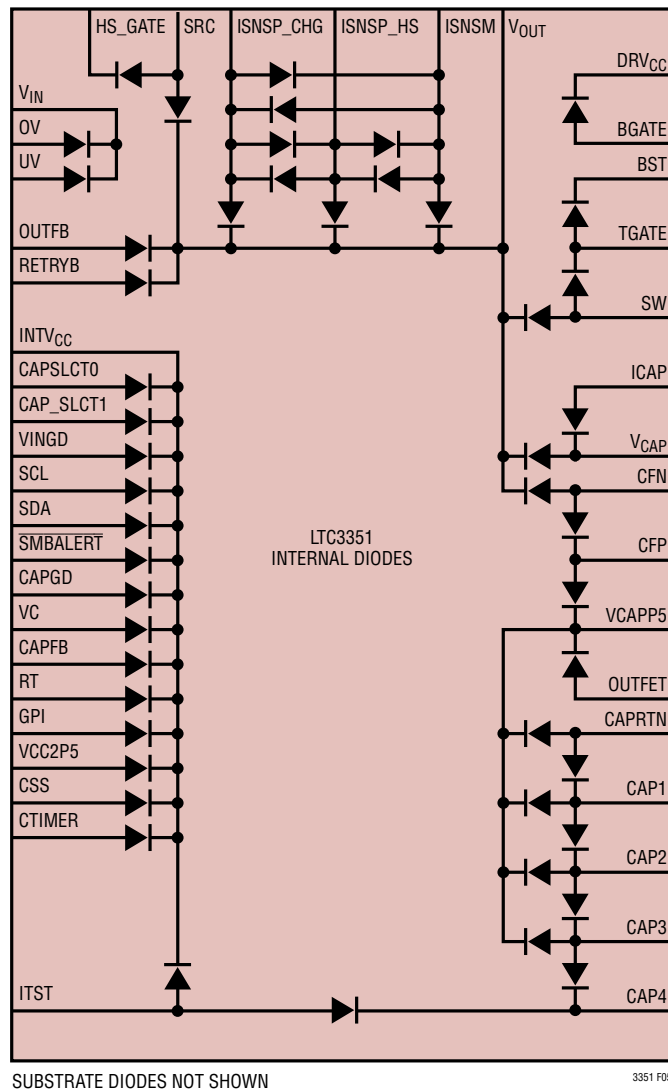 HS_GATE SRC ISNSP_CHG ISNSP_HS ISNSM VOUT
VIN
OV
UV
OUTFB
RETRYB
INTVCC
CAPSLCT0
CAP_SLCT1
VINGD
SCL
SDA
SMBALERT
CAPGD
VC
CAPFB
RT
GPI
VCC2P5
CSS
CTIMER
ITST
LTC3351
INTERNAL DIODES
DRVCC
BGATE
BST
TGATE
SW
ICAP
VCAP
CFN
CFP
VCAPP5
OUTFET
CAPRTN
CAP1
CAP2
CAP3
CAP4
SUBSTRATE DIODES NOT SHOWN